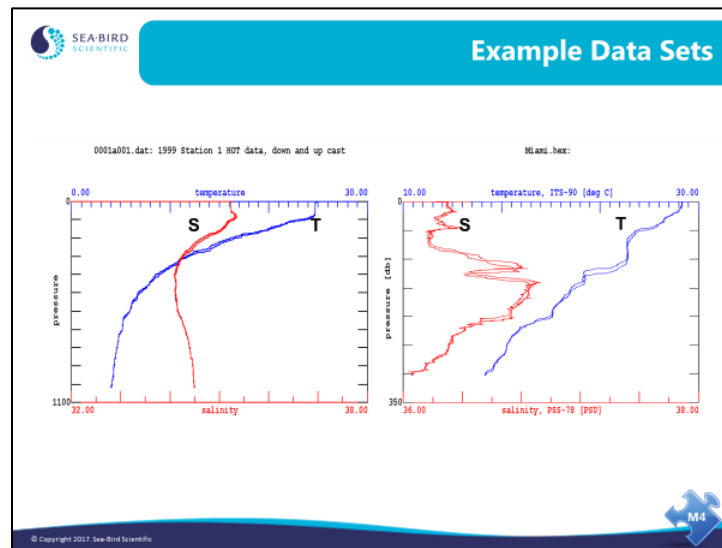 SEA·BIRD
SCIENTIFIC
Example Data Sets
0001a001.dat: 1999 Station 1 HOT data, down and up cast
0.00 temperature 30.00
0
S T
pressure
1100
32.00 salinity 38.00
Miami.hex:
10.00 temperature, ITS-90 [deg C] 30.00
0
S T
pressure [db]
350
36.00 salinity, PSS-78 [PSU] 38.00
M4
© Copyright 2017. Sea-Bird Scientific